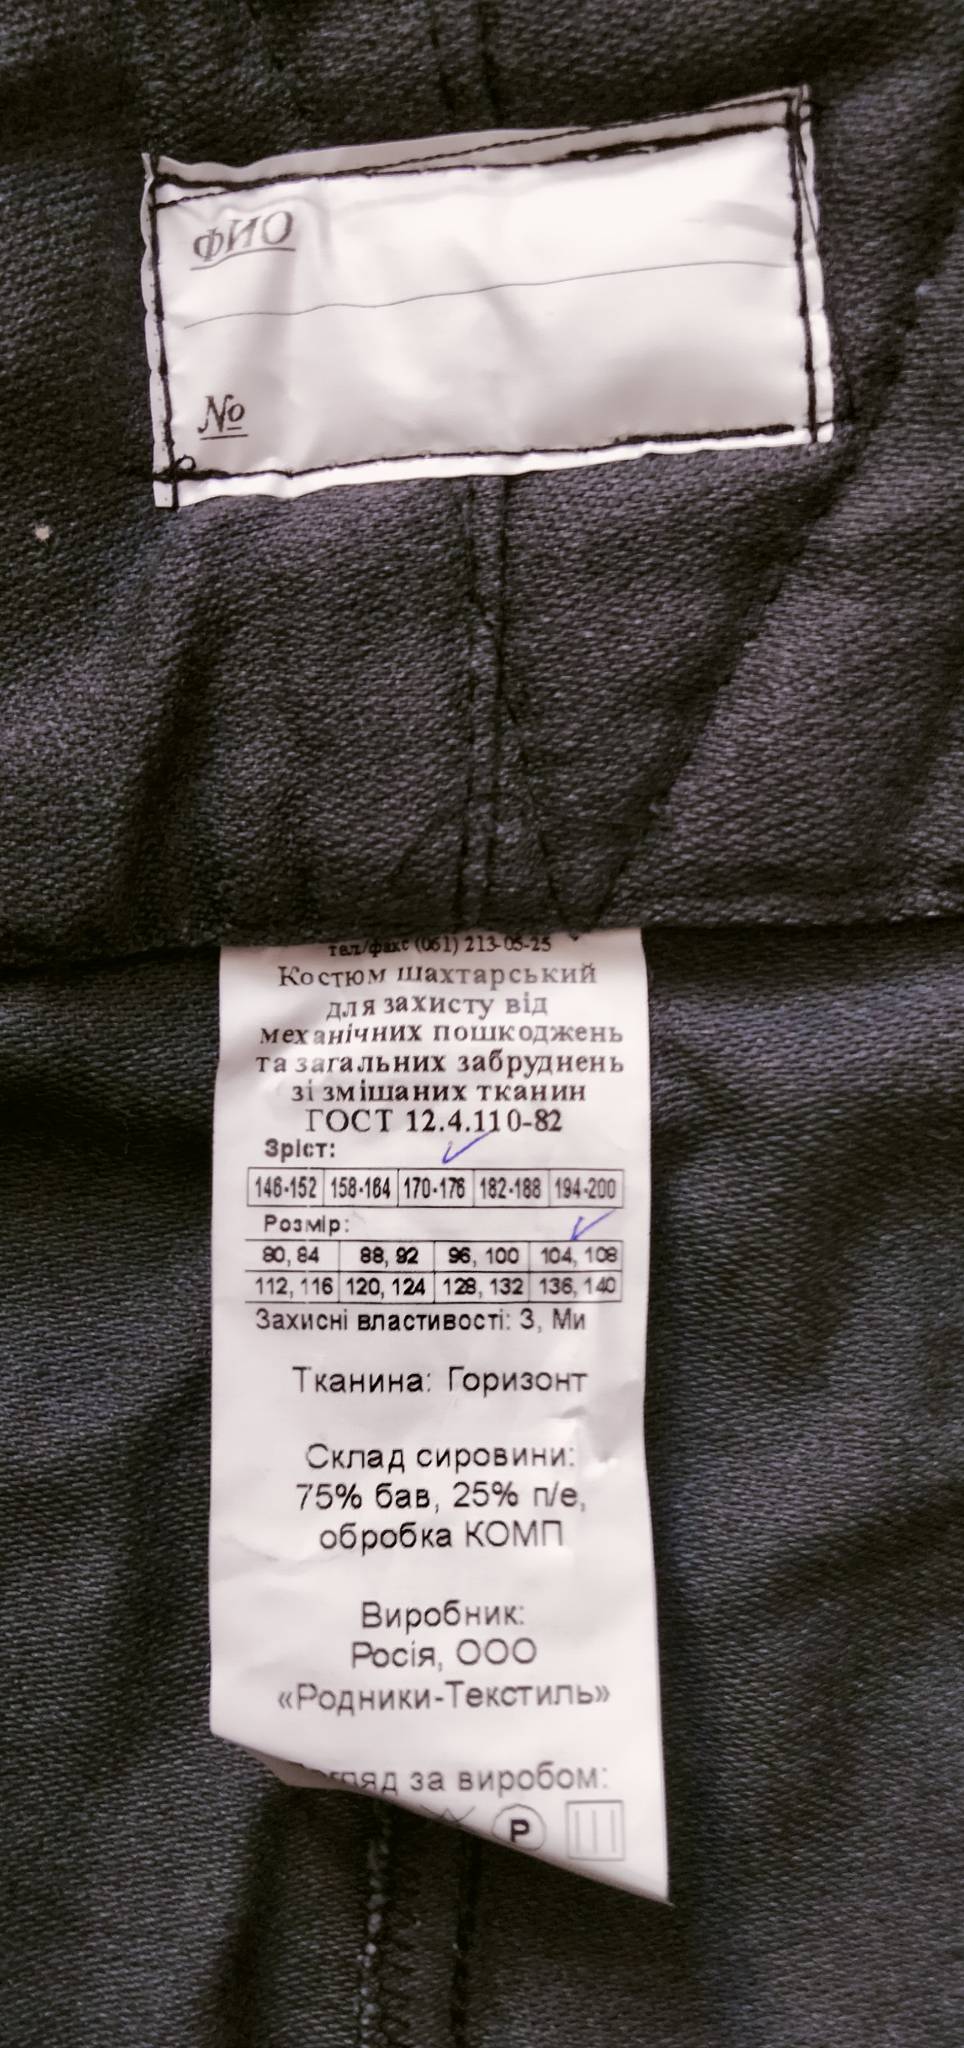 ФИО
№
тел/факс (061) 213-05-25
Костюм шахтарський
для захисту від
механічних пошкоджень
та загальних забруднень
зі змішаних тканин
ГОСТ 12.4.110-82
Зріст:
146-152 158-164 170-176 182-188 194-200
Розмір:
80, 84 88, 92 96, 100 104, 108
112, 116 120, 124 128, 132 136, 140
Захисні властивості: З, Ми
Тканина: Горизонт
Склад сировини:
75% бав, 25% п/е,
обробка КОМП
Виробник:
Росія, ООО
«Родники-Текстиль»
за виробом:
P